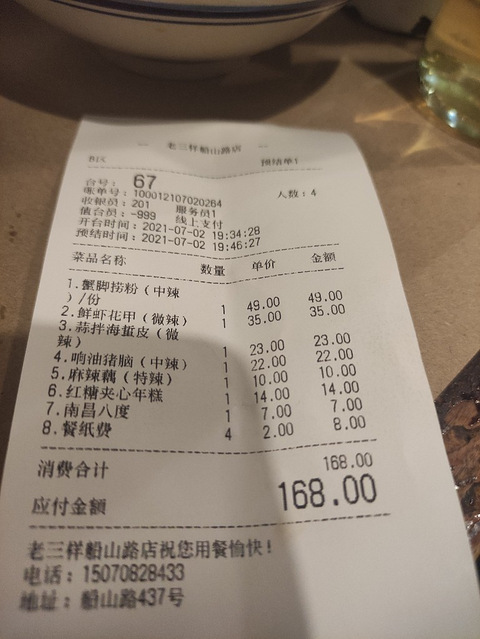 老三样船山路店
B区 预结单1
台号: 67 人数: 4
账单号: 100012107020264
收银员: 201 服务员1
值台员: -999 线上支付
开台时间: 2021-07-02 19:34:28
预结时间: 2021-07-02 19:46:27
菜品名称 数量 单价 金额
1.蟹脚捞粉(中辣
)/份 1 49.00 49.00
2.鲜虾花甲(微辣) 1 35.00 35.00
3.蒜拌海蜇皮(微
辣) 1 23.00 23.00
4.响油猪脑(中辣) 1 22.00 22.00
5.麻辣藕(特辣) 1 10.00 10.00
6.红糖夹心年糕 1 14.00 14.00
7.南昌八度 1 7.00 7.00
8.餐纸费 4 2.00 8.00
消费合计 168.00
应付金额 168.00
老三样船山路店祝您用餐愉快!
电话: 15070828433
地址: 船山路437号